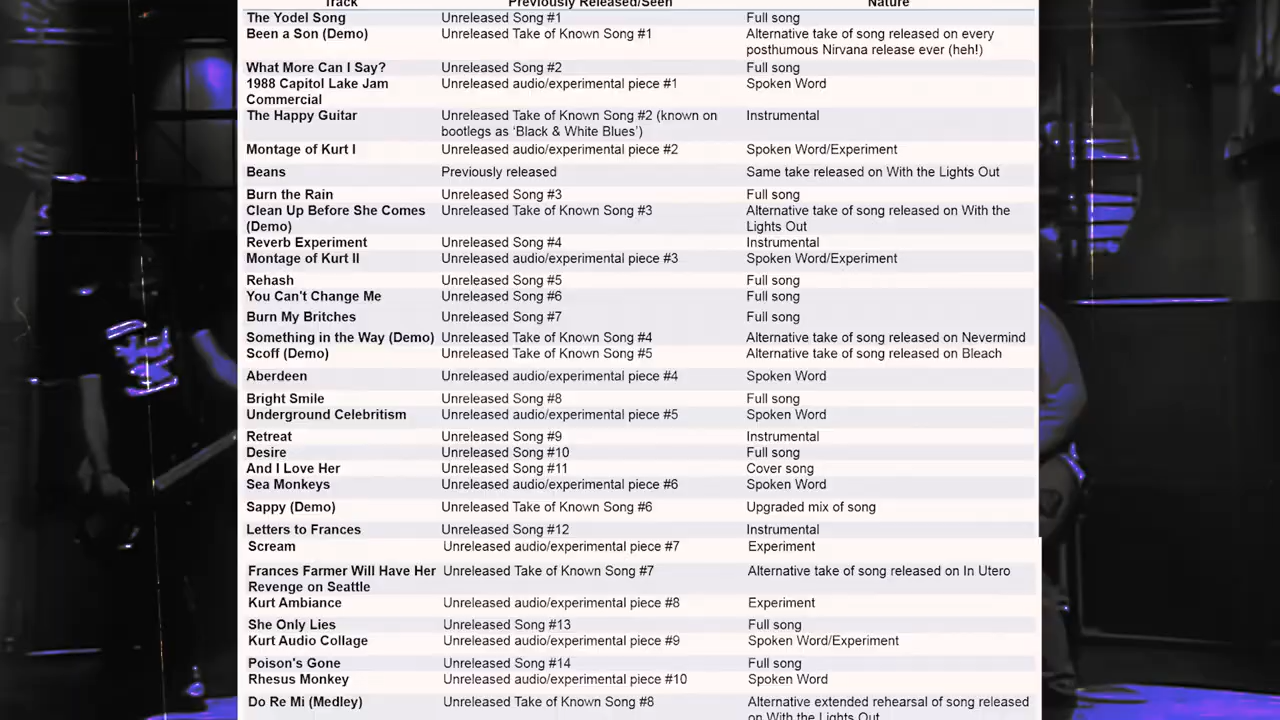 Track Previously Released/Seen Nature
The Yodel Song Unreleased Song #1 Full song
Been a Son (Demo) Unreleased Take of Known Song #1 Alternative take of song released on every
posthumous Nirvana release ever (heh!)
What More Can I Say? Unreleased Song #2 Full song
1988 Capitol Lake Jam Unreleased audio/experimental piece #1 Spoken Word
Commercial
The Happy Guitar Unreleased Take of Known Song #2 (known on Instrumental
bootlegs as ‘Black & White Blues’)
Montage of Kurt I Unreleased audio/experimental piece #2 Spoken Word/Experiment
Beans Previously released Same take released on With the Lights Out
Burn the Rain Unreleased Song #3 Full song
Clean Up Before She Comes Unreleased Take of Known Song #3 Alternative take of song released on With the
(Demo) Lights Out
Reverb Experiment Unreleased Song #4 Instrumental
Montage of Kurt II Unreleased audio/experimental piece #3 Spoken Word/Experiment
Rehash Unreleased Song #5 Full song
You Can't Change Me Unreleased Song #6 Full song
Burn My Britches Unreleased Song #7 Full song
Something in the Way (Demo) Unreleased Take of Known Song #4 Alternative take of song released on Nevermind
Scoff (Demo) Unreleased Take of Known Song #5 Alternative take of song released on Bleach
Aberdeen Unreleased audio/experimental piece #4 Spoken Word
Bright Smile Unreleased Song #8 Full song
Underground Celebritism Unreleased audio/experimental piece #5 Spoken Word
Retreat Unreleased Song #9 Instrumental
Desire Unreleased Song #10 Full song
And I Love Her Unreleased Song #11 Cover song
Sea Monkeys Unreleased audio/experimental piece #6 Spoken Word
Sappy (Demo) Unreleased Take of Known Song #6 Upgraded mix of song
Letters to Frances Unreleased Song #12 Instrumental
Scream Unreleased audio/experimental piece #7 Experiment
Frances Farmer Will Have Her Unreleased Take of Known Song #7 Alternative take of song released on In Utero
Revenge on Seattle
Kurt Ambiance Unreleased audio/experimental piece #8 Experiment
She Only Lies Unreleased Song #13 Full song
Kurt Audio Collage Unreleased audio/experimental piece #9 Spoken Word/Experiment
Poison's Gone Unreleased Song #14 Full song
Rhesus Monkey Unreleased audio/experimental piece #10 Spoken Word
Do Re Mi (Medley) Unreleased Take of Known Song #8 Alternative extended rehearsal of song released
on With the Lights Out